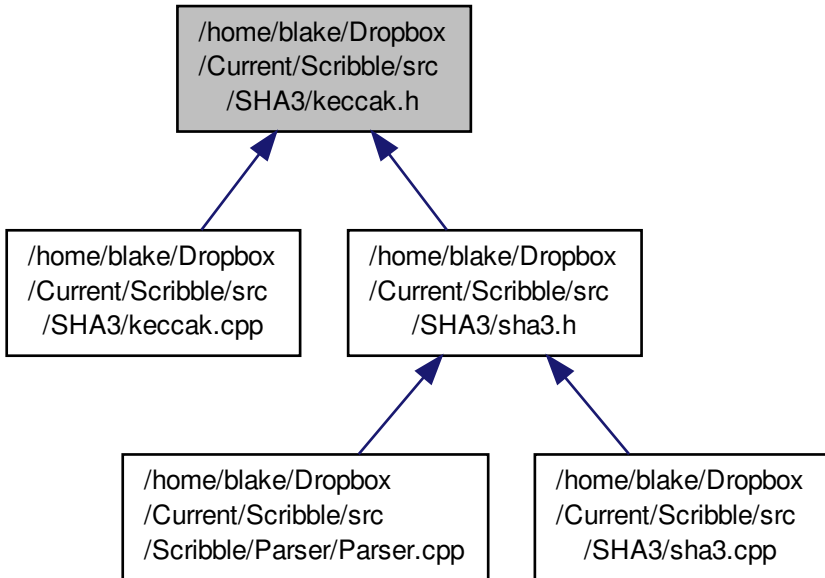 /home/blake/Dropbox
/Current/Scribble/src
/SHA3/keccak.h
/home/blake/Dropbox
/Current/Scribble/src
/SHA3/keccak.cpp
/home/blake/Dropbox
/Current/Scribble/src
/SHA3/sha3.h
/home/blake/Dropbox
/Current/Scribble/src
/Scribble/Parser/Parser.cpp
/home/blake/Dropbox
/Current/Scribble/src
/SHA3/sha3.cpp